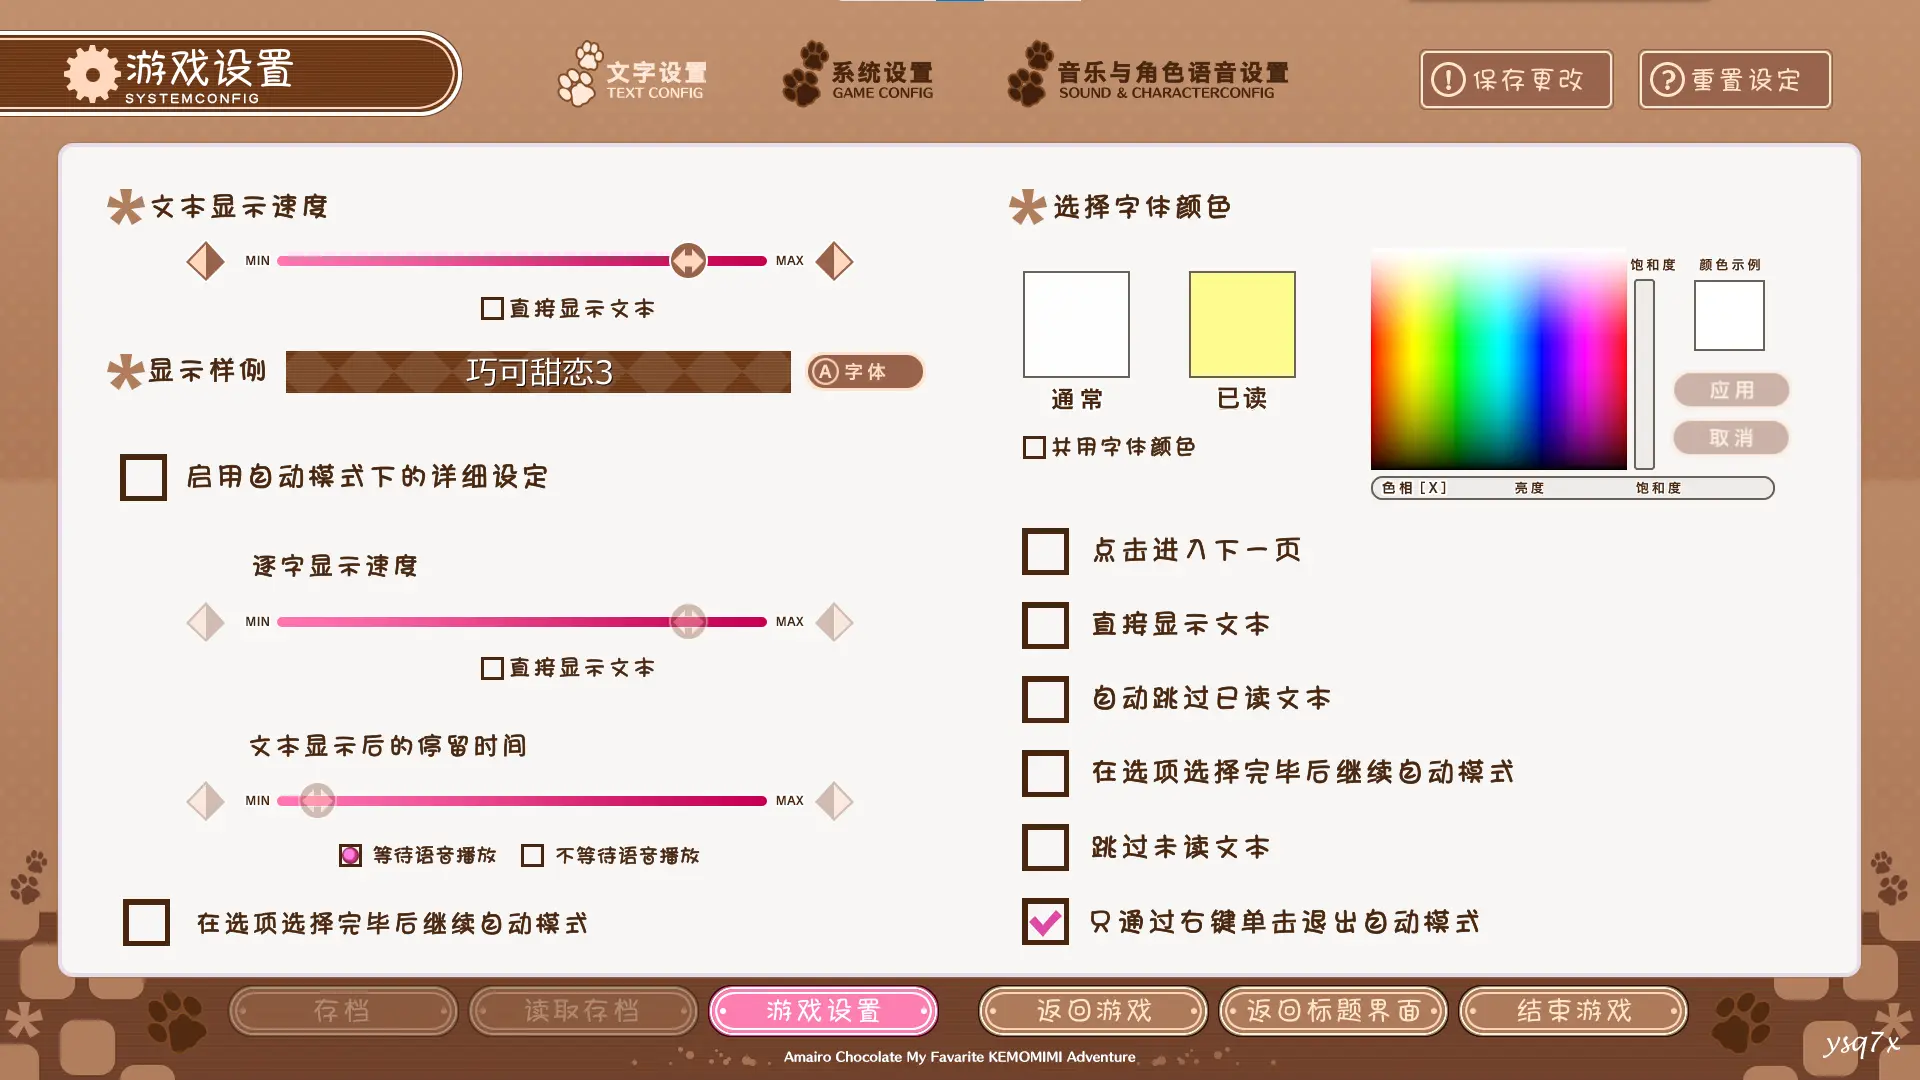 游戏设置
SYSTEMCONFIG
文字设置
TEXT CONFIG
系统设置
GAME CONFIG
音乐与角色语音设置
SOUND & CHARACTERCONFIG
! 保存更改
? 重置设定
文本显示速度
MIN
MAX
直接显示文本
显示样例
巧可甜恋3
A 字体
启用自动模式下的详细设定
逐字显示速度
MIN
MAX
直接显示文本
文本显示后的停留时间
MIN
MAX
等待语音播放
不等待语音播放
在选项选择完毕后继续自动模式
选择字体颜色
通常
已读
共用字体颜色
饱和度
颜色示例
应用
取消
色相[X]
亮度
饱和度
点击进入下一页
直接显示文本
自动跳过已读文本
在选项选择完毕后继续自动模式
跳过未读文本
只通过右键单击退出自动模式
存档
读取存档
游戏设置
返回游戏
返回标题界面
结束游戏
Amairo Chocolate My Favarite KEMOMIMI Adventure
ysq7x